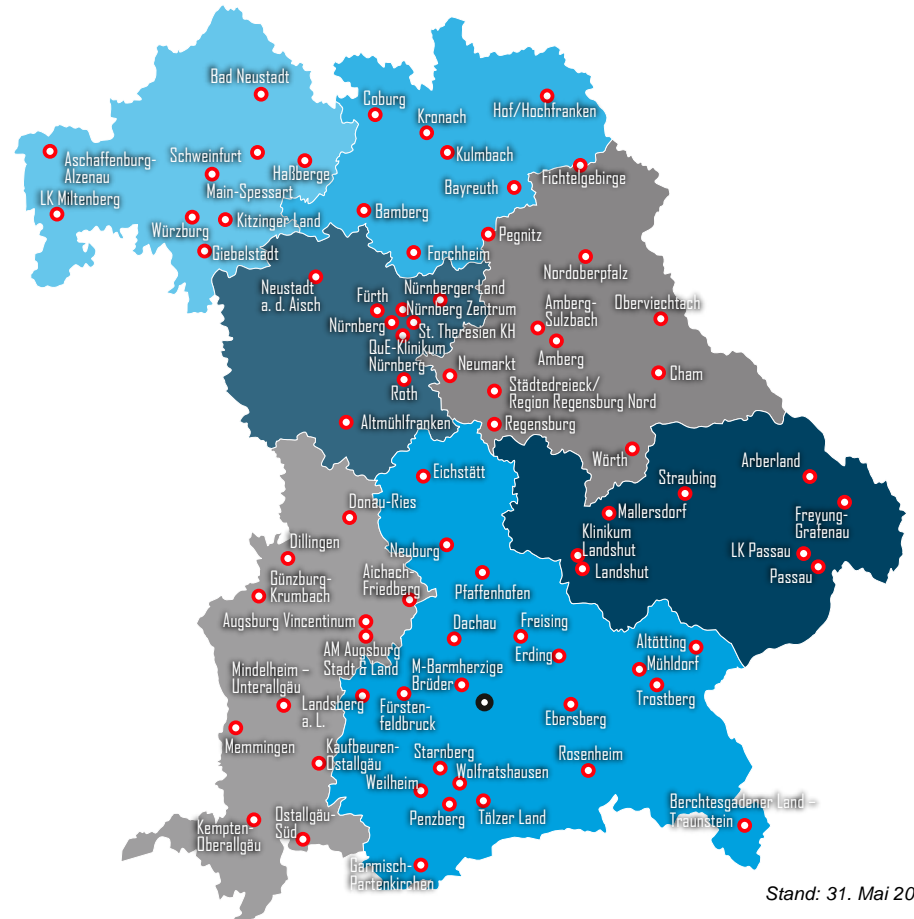 Bad Neustadt
Coburg
Kronach
Hof/Hochfranken
Kulmbach
Aschaffenburg-
Alzenau
Schweinfurt
Haßberge
Main-Spessart
Fichtelgebirge
Bayreuth
LK Miltenberg
Würzburg
Kitzinger Land
Bamberg
Giebelstadt
Forchheim
Pegnitz
Nordoberpfalz
Neustadt
a. d. Aisch
Fürth
Nürnberger-Land
Nürnberg Zentrum
Nürnberg
St. Theresien KH
QuE-Klinikum
Nürnberg
Roth
Amberg-
Sulzbach
Amberg
Oberviechtach
Neumarkt
Cham
Städtedreieck/
Region Regensburg Nord
Altmühlfranken
Regensburg
Wörth
Eichstätt
Straubing
Arberland
Mallersdorf
Freyung-
Grafenau
Klinikum
Landshut
Landshut
LK Passau
Passau
Donau-Ries
Neuburg
Dillingen
Günzburg-
Krumbach
Aichach-
Friedberg
Pfaffenhofen
Augsburg Vincentinum
AM Augsburg
Stadt & Land
Dachau
Freising
Erding
Altötting
Mühldorf
Trostberg
M-Barmherzige
Brüder
Mindelheim –
Unterallgäu
Landsberg
a. L.
Fürsten-
feldbruck
Ebersberg
Memmingen
Kaufbeuren-
Ostallgäu
Starnberg
Wolfratshausen
Weilheim
Penzberg
Tölzer Land
Rosenheim
Berchtesgadener Land –
Traunstein
Kempten-
Oberallgäu
Ostallgäu-
Süd
Garmisch-
Partenkirchen
Stand: 31. Mai 20